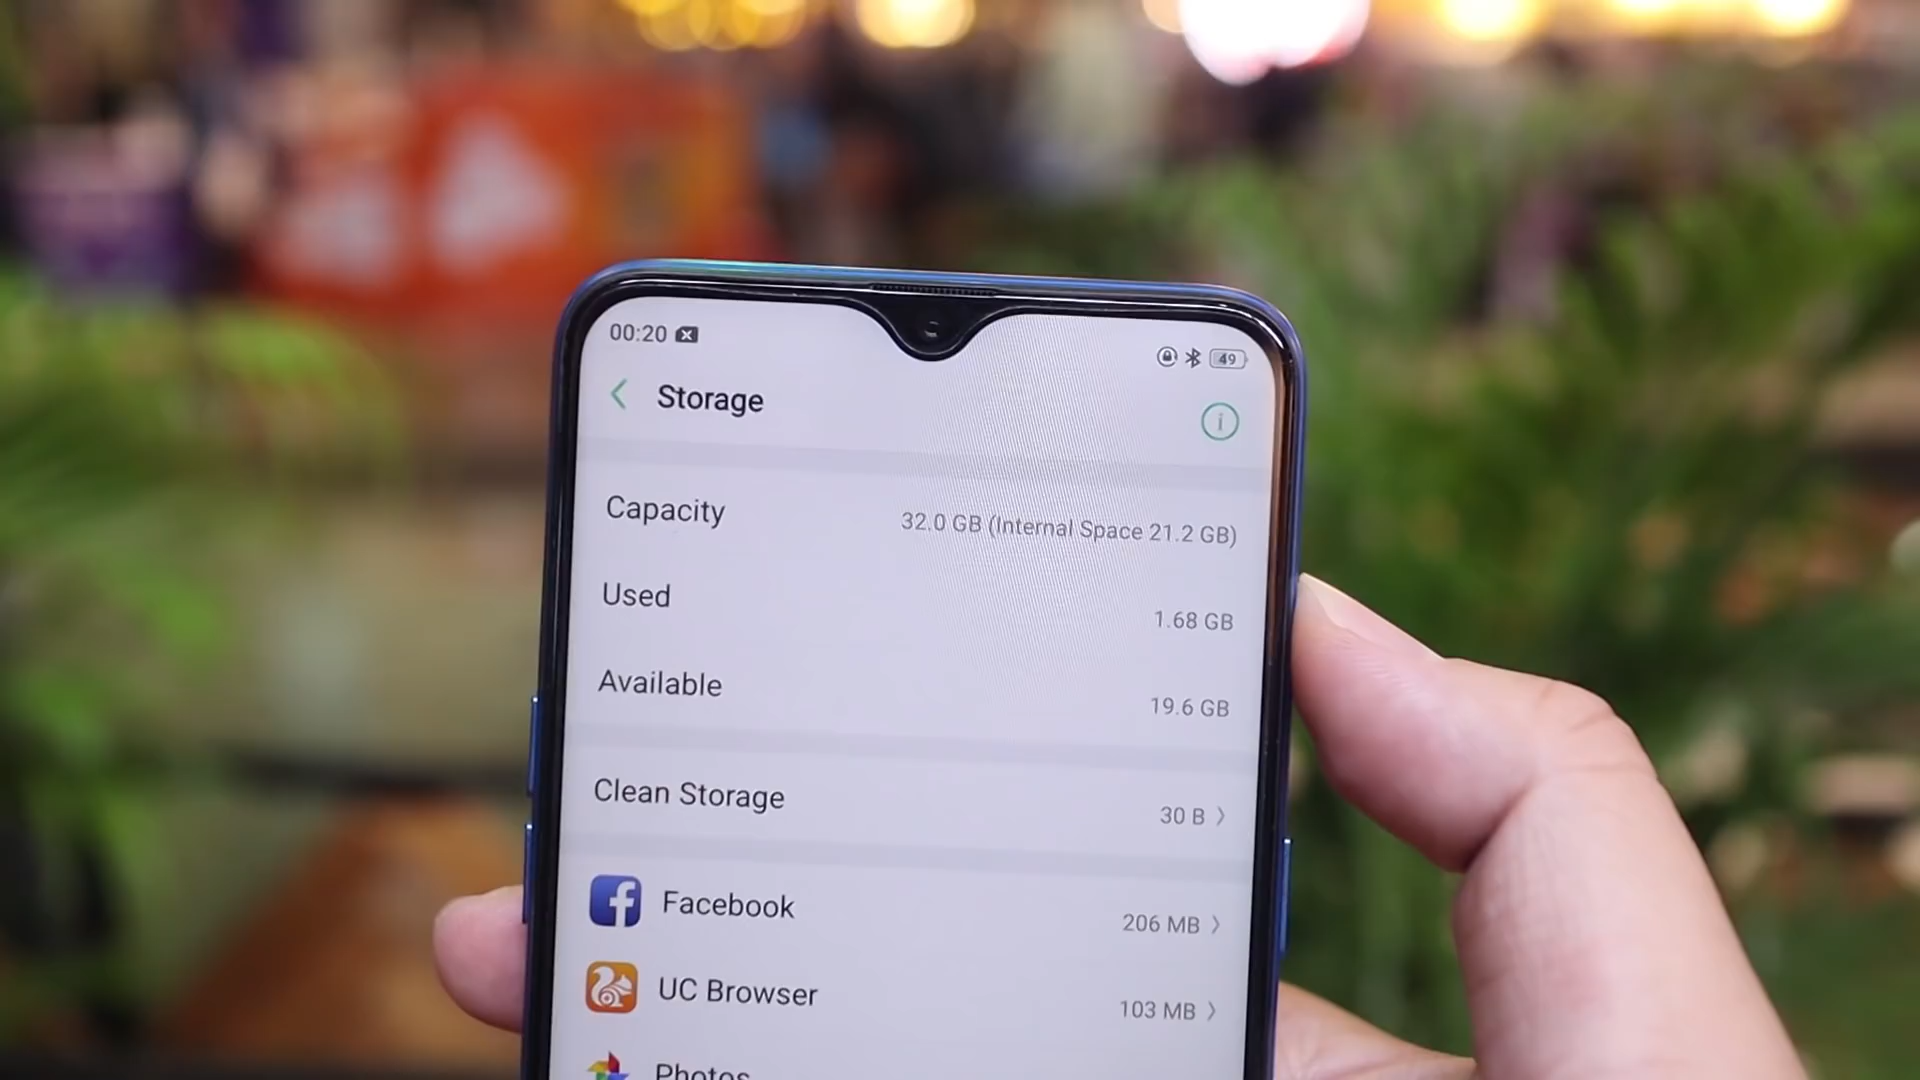 00:20
49
Storage
Capacity 32.0 GB (Internal Space 21.2 GB)
Used 1.68 GB
Available 19.6 GB
Clean Storage 30 B
Facebook 206 MB
UC Browser 103 MB
Photos